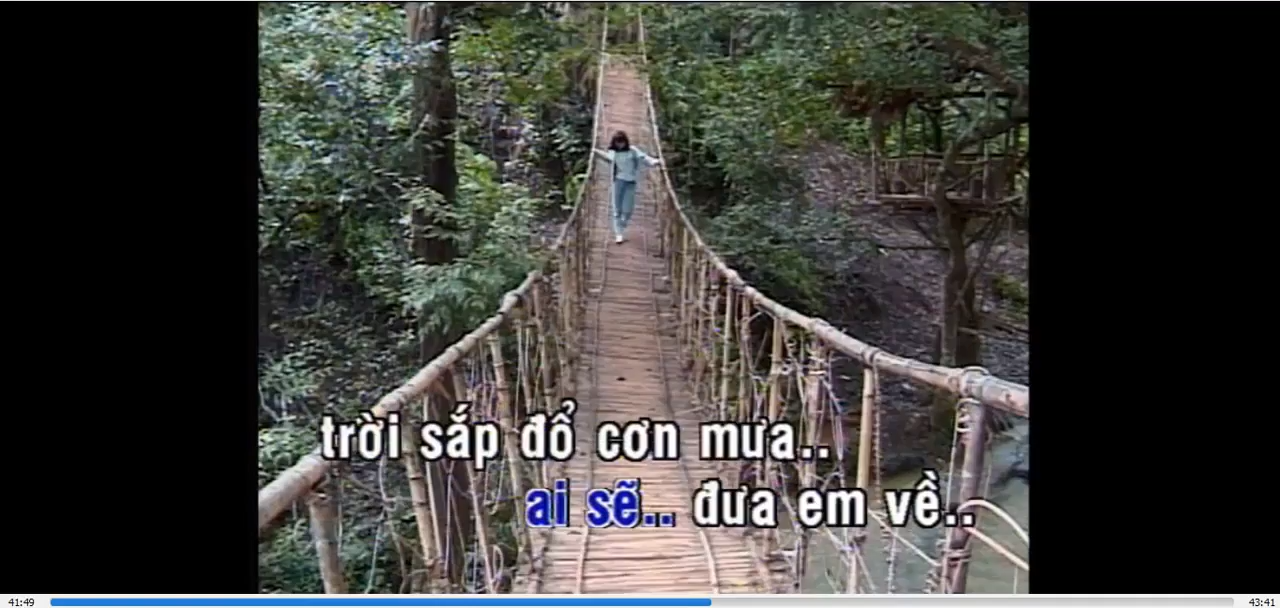 trời sắp đổ cơn mưa..
ai sẽ.. đưa em về..
41:49
43:41